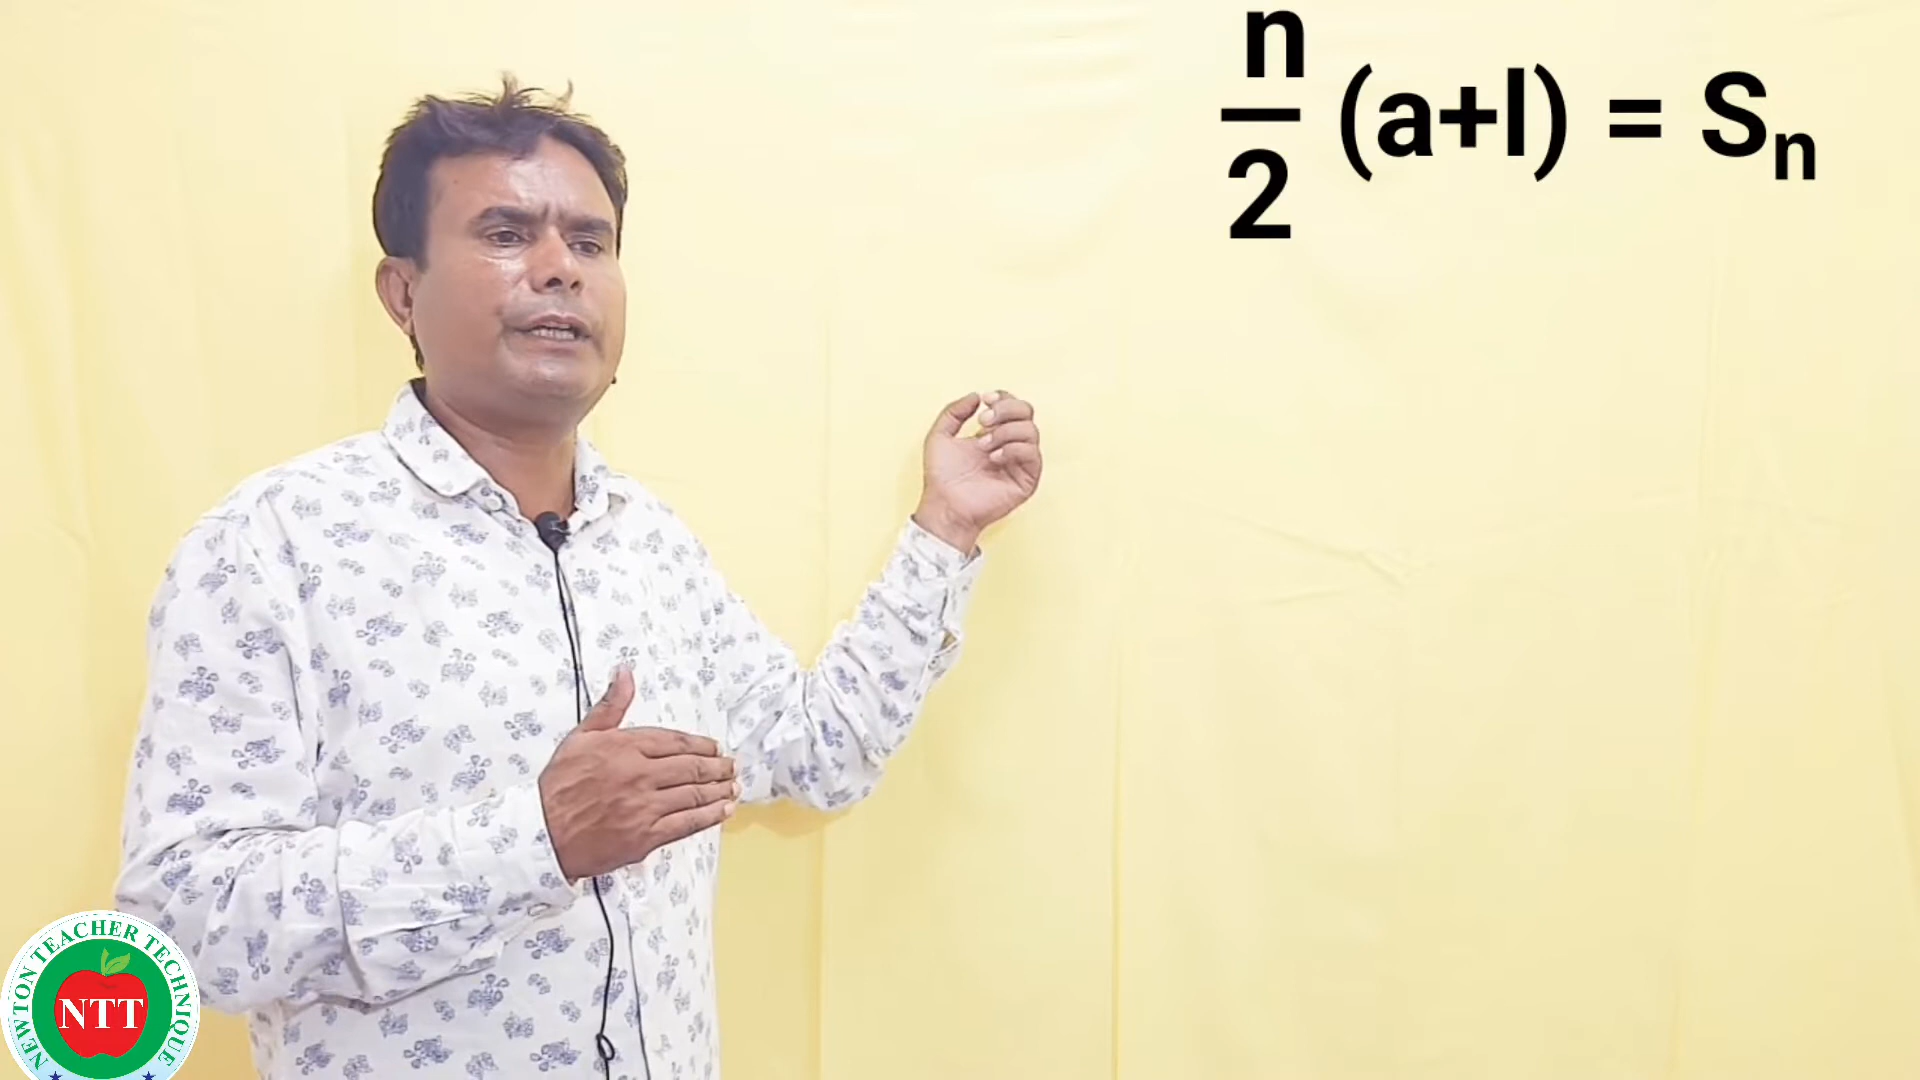 n/2 (a+l) = Sₙ
NEWTON TEACHER TECHNIQUE
NTT